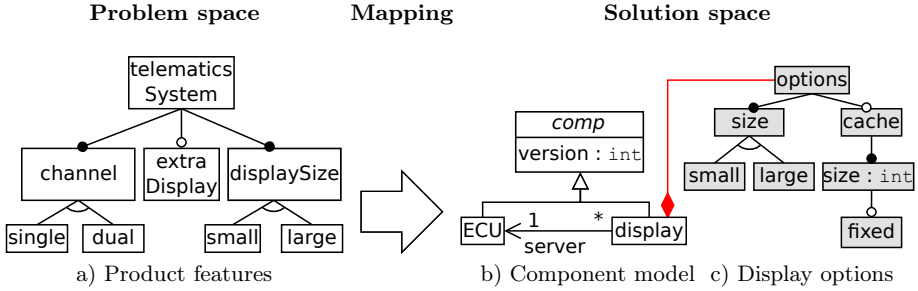 Problem space
Mapping
Solution space
telematics
System
channel
extra
Display
displaySize
single
dual
small
large
a) Product features
comp
version : int
ECU
1
server
*
display
b) Component model
options
size
cache
small
large
size : int
fixed
c) Display options